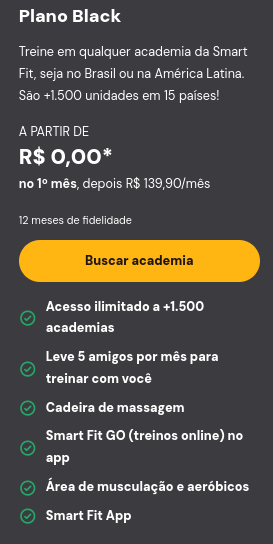 Plano Black
Treine em qualquer academia da Smart
Fit, seja no Brasil ou na América Latina.
São +1.500 unidades em 15 países!
A PARTIR DE
R$ 0,00*
no 1º mês, depois R$ 139,90/mês
12 meses de fidelidade
Buscar academia
Acesso ilimitado a +1.500
academias
Leve 5 amigos por mês para
treinar com você
Cadeira de massagem
Smart Fit GO (treinos online) no
app
Área de musculação e aeróbicos
Smart Fit App